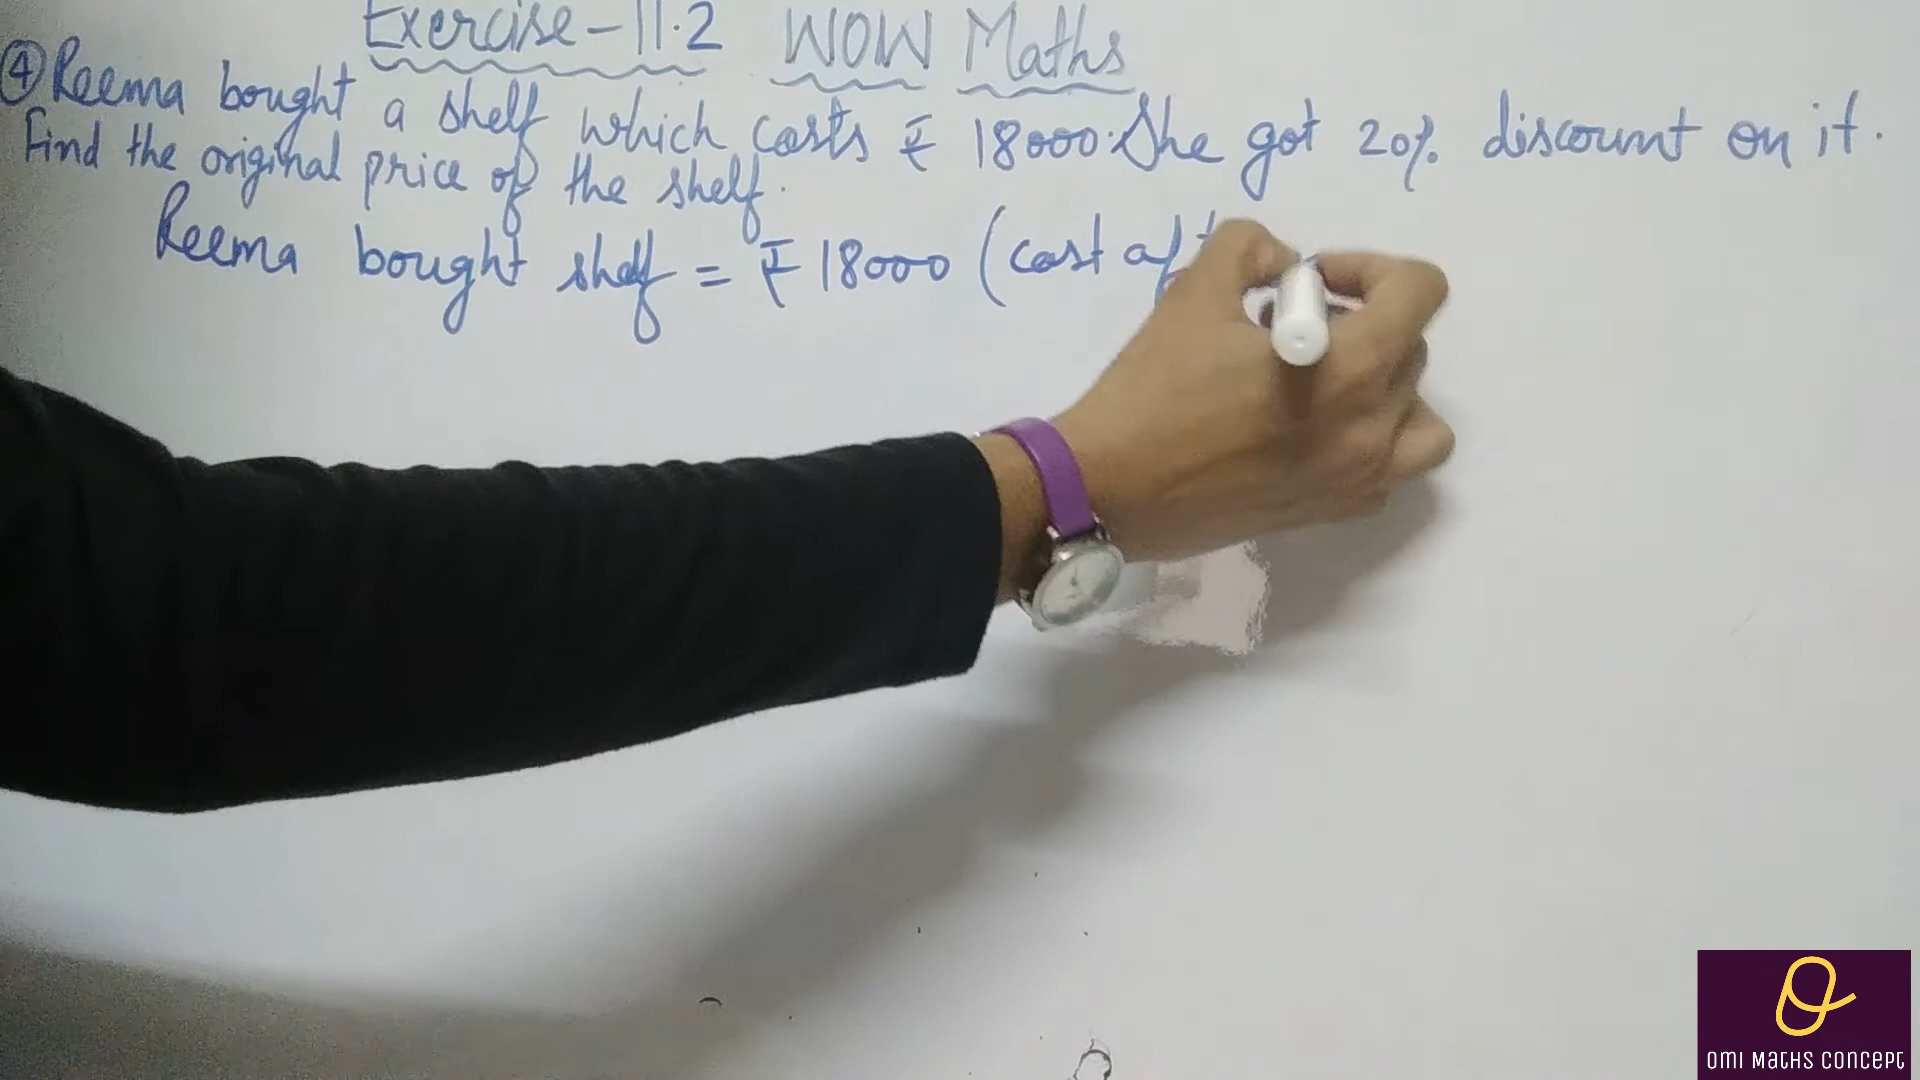 Exercise-11.2 WOW Maths
④ Reema bought a shelf which costs ₹ 18000. She got 20% discount on it.
Find the original price of the shelf.
Reema bought shelf = ₹ 18000 (cost aft
OMI MATHS CONCEPT